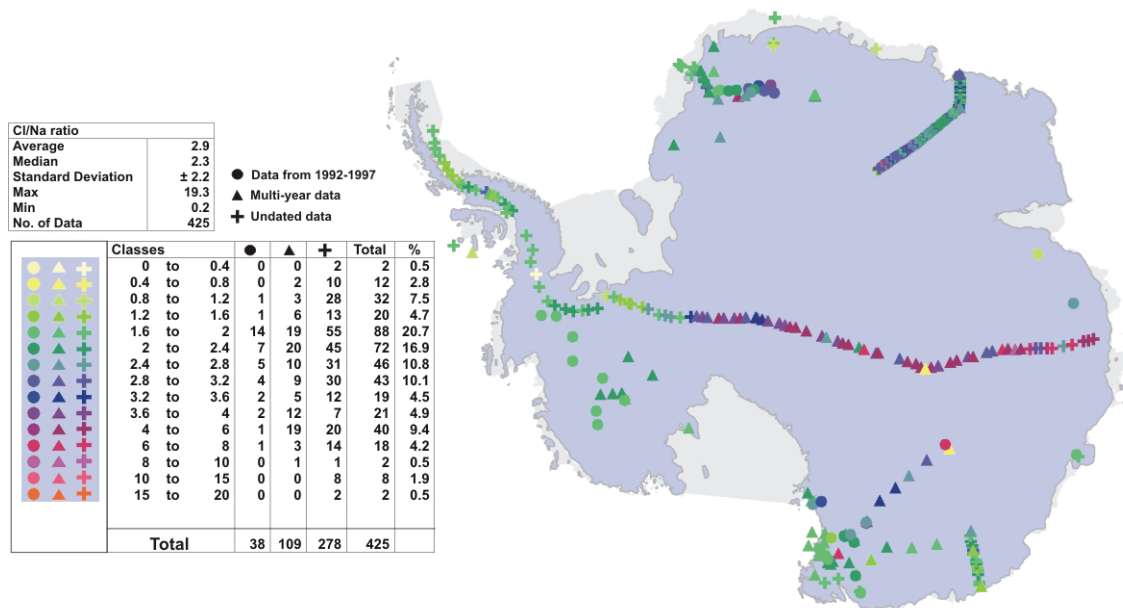 Cl/Na ratio
Average 2.9
Median 2.3
Standard Deviation ± 2.2
Max 19.3
Min 0.2
No. of Data 425
Data from 1992-1997
Multi-year data
Undated data
Classes Total %
0 to 0.4 0 0 2 2 0.5
0.4 to 0.8 0 2 10 12 2.8
0.8 to 1.2 1 3 28 32 7.5
1.2 to 1.6 1 6 13 20 4.7
1.6 to 2 14 19 55 88 20.7
2 to 2.4 7 20 45 72 16.9
2.4 to 2.8 5 10 31 46 10.8
2.8 to 3.2 4 9 30 43 10.1
3.2 to 3.6 2 5 12 19 4.5
3.6 to 4 2 12 7 21 4.9
4 to 6 1 19 20 40 9.4
6 to 8 1 3 14 18 4.2
8 to 10 0 1 1 2 0.5
10 to 15 0 0 8 8 1.9
15 to 20 0 0 2 2 0.5
Total 38 109 278 425